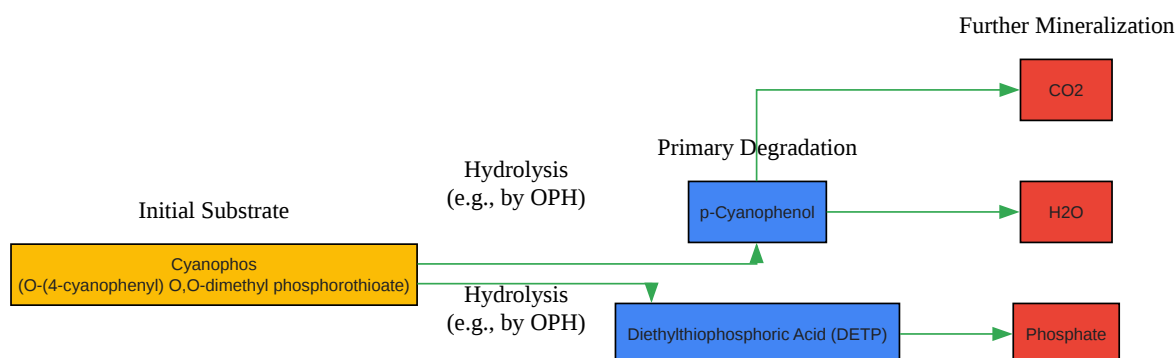 Further Mineralization
CO2
Primary Degradation
Hydrolysis
(e.g., by OPH)
Initial Substrate
p-Cyanophenol
H2O
Cyanophos
(O-(4-cyanophenyl) O,O-dimethyl phosphorothioate)
Hydrolysis
(e.g., by OPH)
Diethylthiophosphoric Acid (DETP)
Phosphate